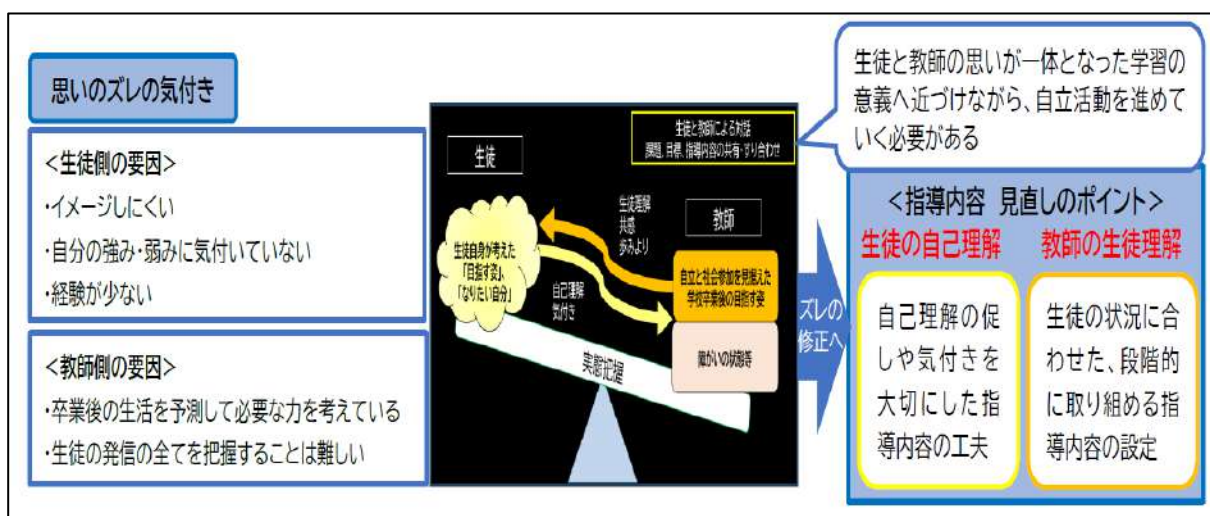 思いのズレの気付き
<生徒側の要因>
・イメージしにくい
・自分の強み・弱みに気付いていない
・経験が少ない
<教師側の要因>
・卒業後の生活を予測して必要な力を考えている
・生徒の発信の全てを把握することは難しい
生徒と教師による対話
課題、目標、指導内容の共有・すり合わせ
生徒
教師
生徒理解
共感
歩みより
生徒自身が考えた
「目指す姿」、
「なりたい自分」
自己理解
気付き
自立と社会参加を見据えた
学校卒業後の目指す姿
障がいの状態等
実態把握
ズレの
修正へ
生徒と教師の思いが一体となった学習の
意義へ近づけながら、自立活動を進めて
いく必要がある
<指導内容 見直しのポイント>
生徒の自己理解
自己理解の促
しや気付きを
大切にした指
導内容の工夫
教師の生徒理解
生徒の状況に合
わせた、段階的
に取り組める指
導内容の設定